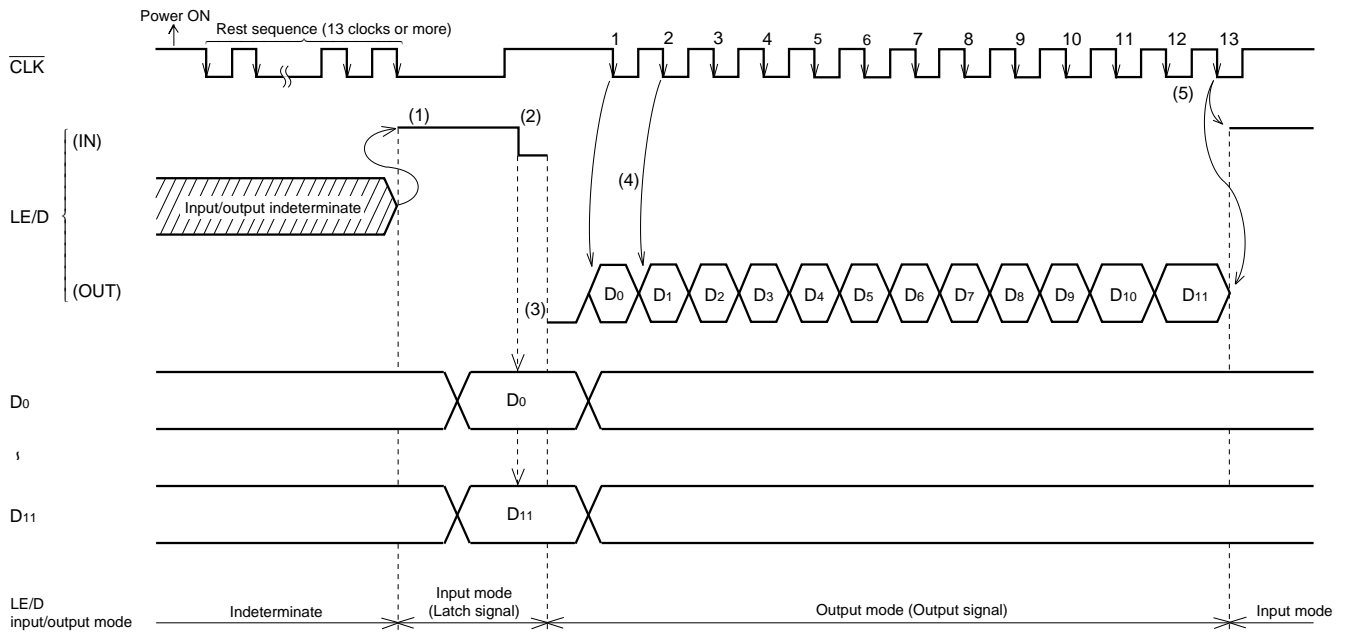 Power ON
Rest sequence (13 clocks or more)
1 2 3 4 5 6 7 8 9 10 11 12 13
CLK
(5)
(1) (2)
(IN)
(4)
LE/D
Input/output indeterminate
(OUT)
(3)
D0 D1 D2 D3 D4 D5 D6 D7 D8 D9 D10 D11
D0
D0
D11
D11
LE/D
input/output mode
Indeterminate
Input mode
(Latch signal)
Output mode (Output signal)
Input mode